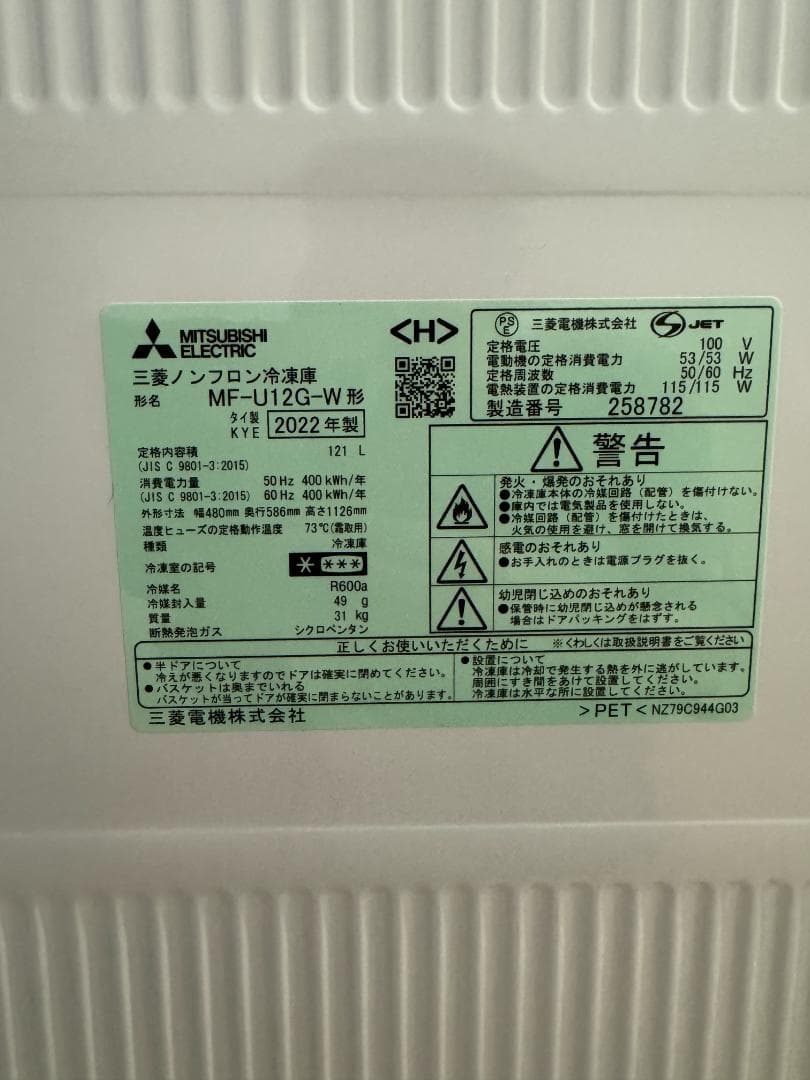 MITSUBISHI
ELECTRIC
三菱ノンフロン冷凍庫
形名 MF-U12G-W形
タイ製
KYE 2022年製
定格内容積 121 L
(JIS C 9801-3:2015)
消費電力量 50Hz 400kWh/年
(JIS C 9801-3:2015) 60Hz 400kWh/年
外形寸法 幅480mm 奥行586mm 高さ1126mm
温度ヒューズの定格動作温度 73℃(霜取用)
種類 冷凍庫
冷凍室の記号
冷媒名 R600a
冷媒封入量 49 g
質量 31 kg
断熱発泡ガス シクロペンタン
<H>
PSE 三菱電機株式会社 S JET
定格電圧 100 V
電動機の定格消費電力 53/53 W
定格周波数 50/60 Hz
電熱装置の定格消費電力 115/115 W
製造番号 258782
警告
発火・爆発のおそれあり
●冷凍庫本体の冷媒回路(配管)を傷付けない。
●庫内では電気製品を使用しない。
●冷媒回路(配管)を傷付けたときは、
火気の使用を避け、窓を開けて換気する。
感電のおそれあり
●お手入れのときは電源プラグを抜く。
幼児閉じ込めのおそれあり
●保管時に幼児閉じ込めが懸念される
場合はドアパッキングをはずす。
正しくお使いいただくために ※くわしくは取扱説明書をご覧ください
●半ドアについて
冷えが悪くなりますのでドアは確実に閉めてください。
●バスケットは奥までいれる
バスケットが当ってドアが確実に閉まらないことがあります。
●設置について
冷凍庫は冷却で発生する熱を外に逃がしています。
周囲にすき間をあけて設置してください。
冷凍庫は水平な所に設置してください。
三菱電機株式会社 >PET< NZ79C944G03